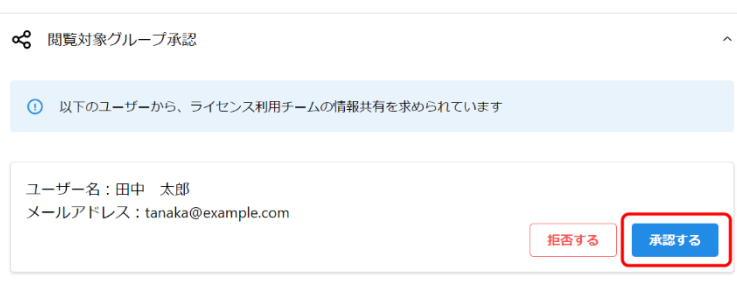 閲覧対象グループ承認
以下のユーザーから、ライセンス利用チームの情報共有を求められています
ユーザー名:田中　太郎
メールアドレス:tanaka@example.com
拒否する
承認する